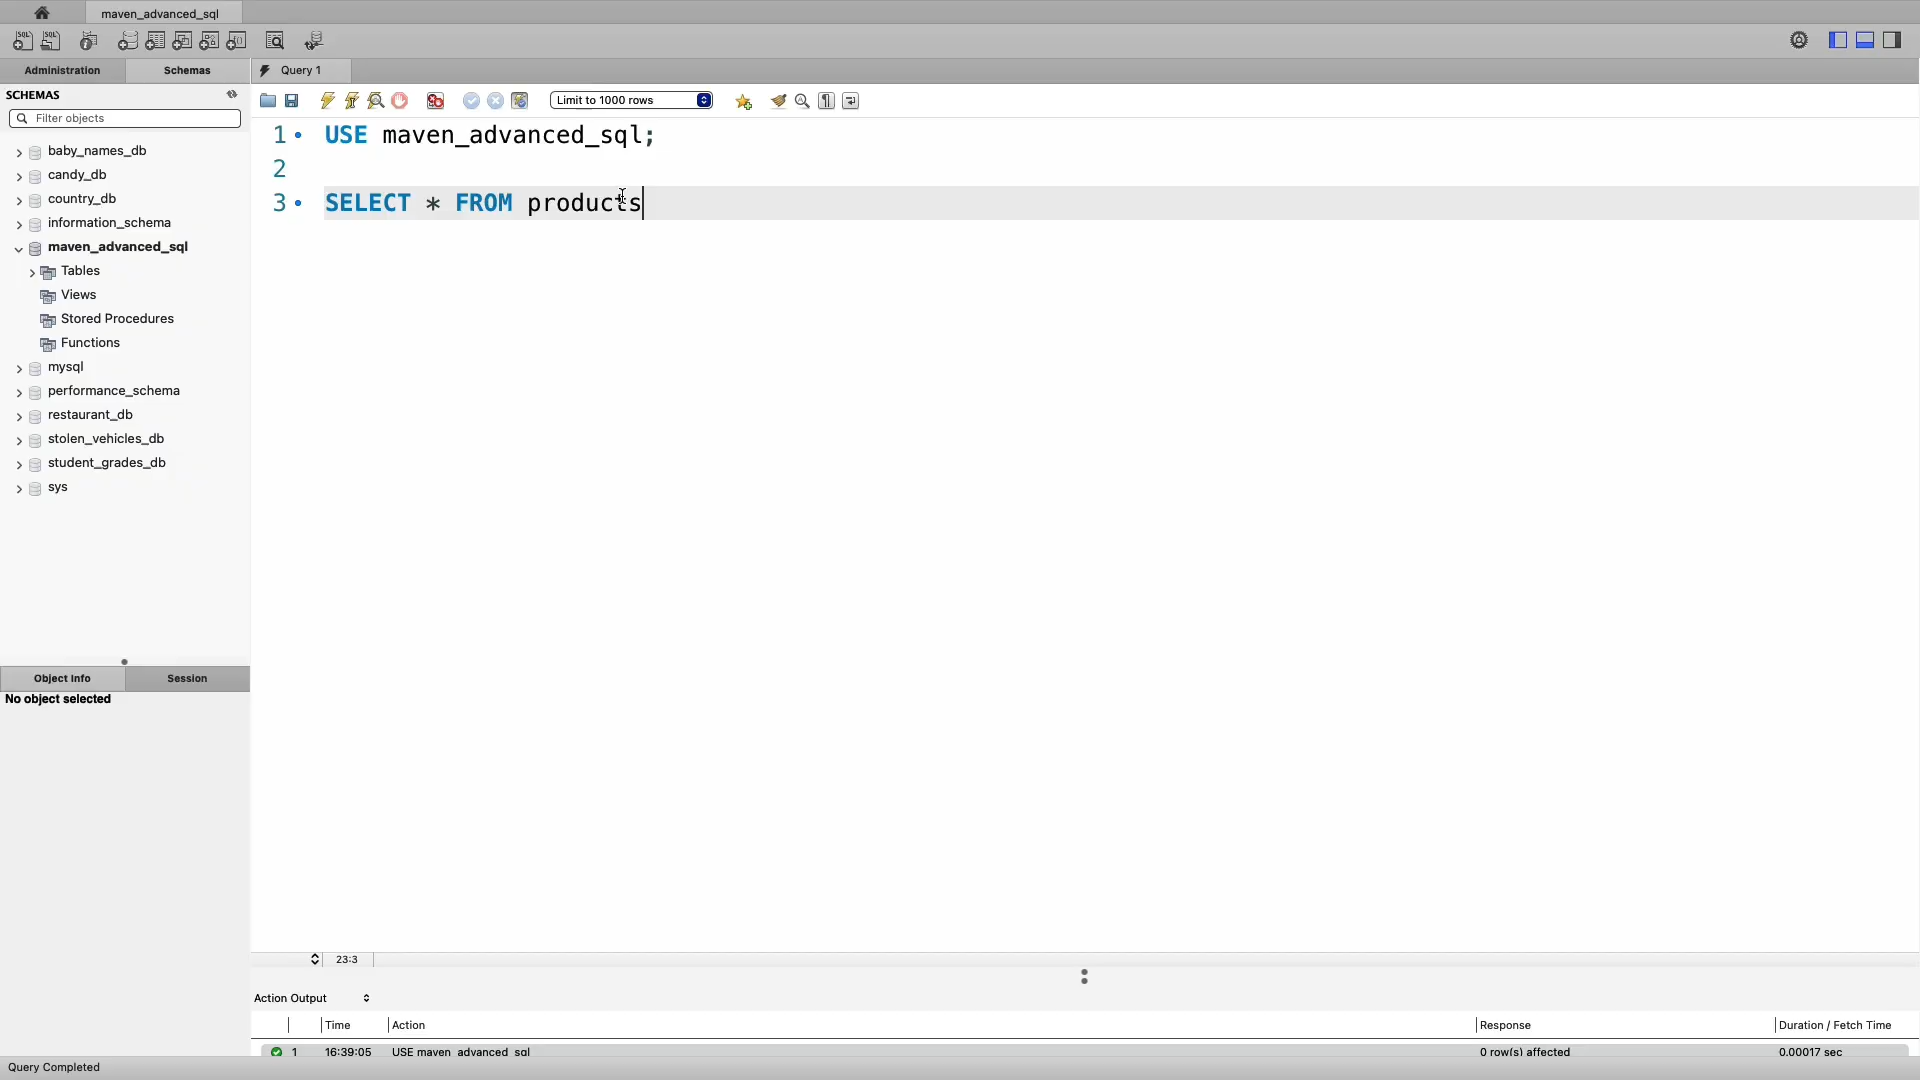 maven_advanced_sql
Administration
Schemas
Query 1
SCHEMAS
Filter objects
Limit to 1000 rows
1 USE maven_advanced_sql;
2
3 SELECT * FROM products
baby_names_db
candy_db
country_db
information_schema
maven_advanced_sql
Tables
Views
Stored Procedures
Functions
mysql
performance_schema
restaurant_db
stolen_vehicles_db
student_grades_db
sys
Object Info
Session
No object selected
23:3
Action Output
Time Action Response Duration / Fetch Time
1 16:39:05 USE maven_advanced_sql 0 row(s) affected 0.00017 sec
Query Completed